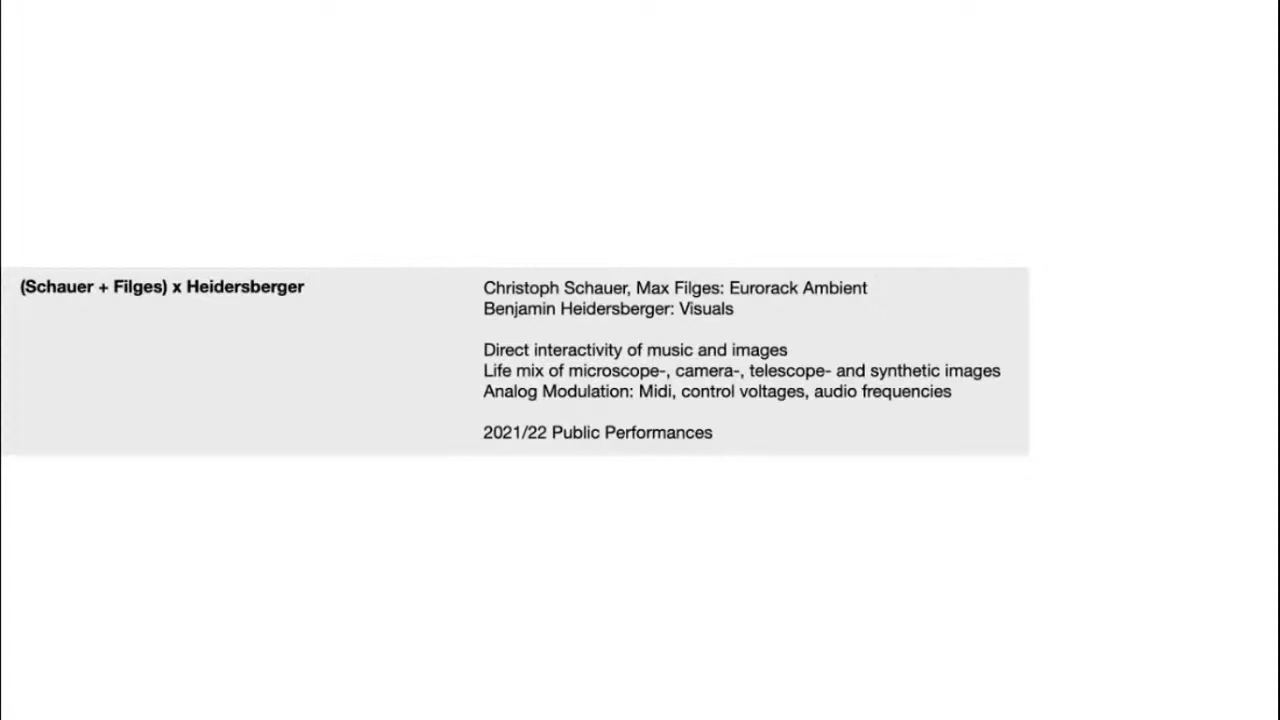 (Schauer + Filges) x Heidersberger
Christoph Schauer, Max Filges: Eurorack Ambient
Benjamin Heidersberger: Visuals
Direct interactivity of music and images
Life mix of microscope-, camera-, telescope- and synthetic images
Analog Modulation: Midi, control voltages, audio frequencies
2021/22 Public Performances